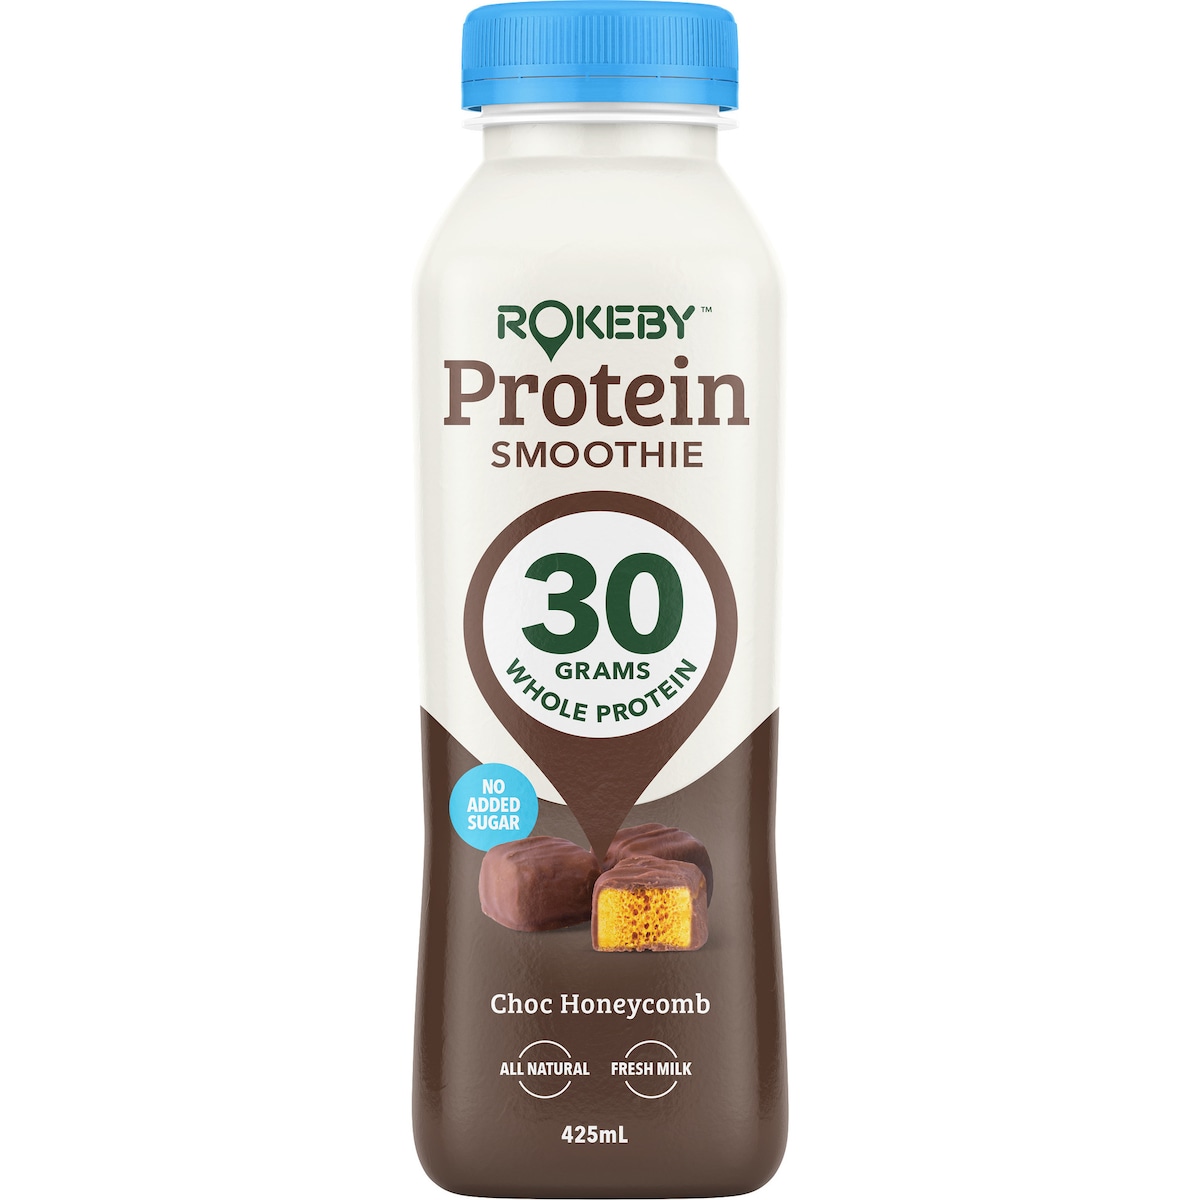 ROKEBY™
Protein
SMOOTHIE
30
GRAMS
WHOLE PROTEIN
NO
ADDED
SUGAR
Choc Honeycomb
ALL NATURAL
FRESH MILK
425mL